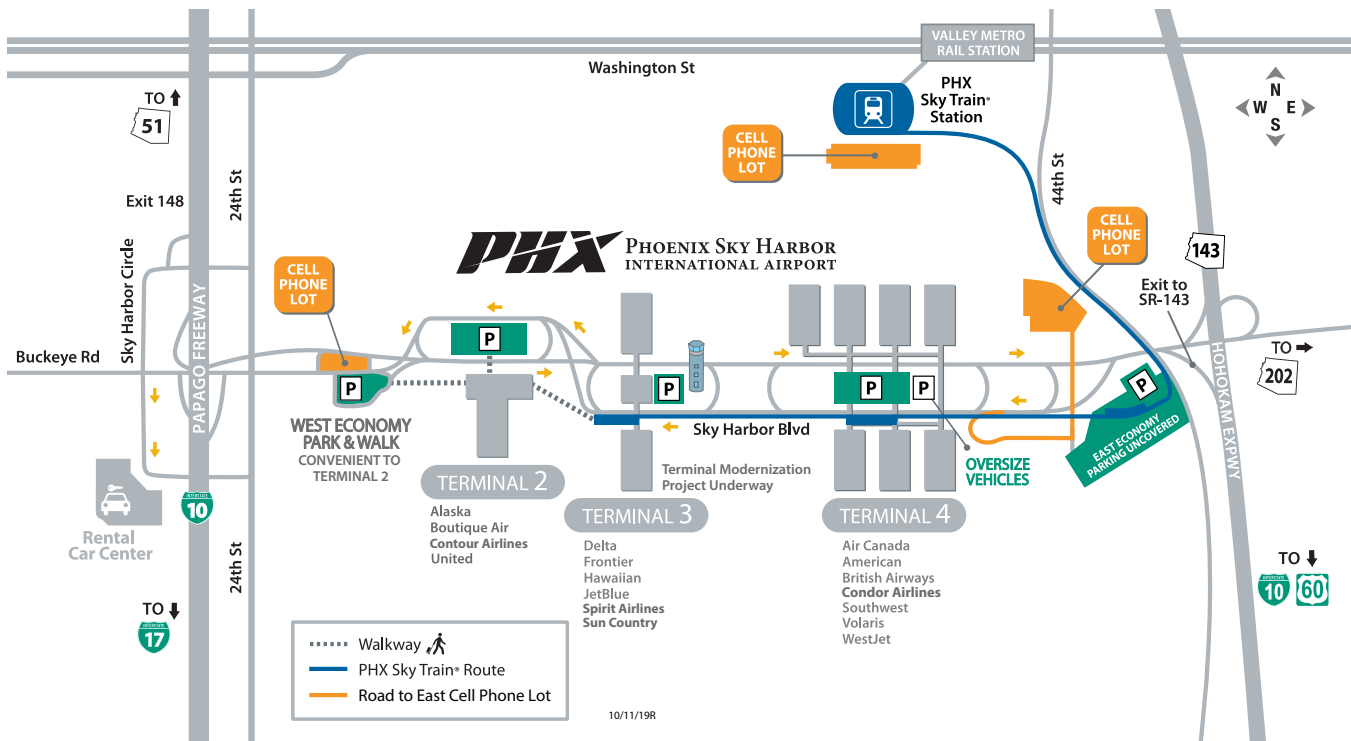 VALLEY METRO
RAIL STATION
Washington St
PHX
Sky Train®
Station
N
W E
S
TO
51
CELL
PHONE
LOT
24th St
44th St
Exit 148
Sky Harbor Circle
PAPAGO FREEWAY
PHX PHOENIX SKY HARBOR
INTERNATIONAL AIRPORT
CELL
PHONE
LOT
CELL
PHONE
LOT
143
Exit to
SR-143
HOHOKAM EXPWY
Buckeye Rd
TO
202
P
P
P
P
P
P
WEST ECONOMY
PARK & WALK
CONVENIENT TO
TERMINAL 2
Sky Harbor Blvd
EAST ECONOMY
PARKING UNCOVERED
OVERSIZE
VEHICLES
Terminal Modernization
Project Underway
TERMINAL 2
Alaska
Boutique Air
Contour Airlines
United
TERMINAL 3
Delta
Frontier
Hawaiian
JetBlue
Spirit Airlines
Sun Country
TERMINAL 4
Air Canada
American
British Airways
Condor Airlines
Southwest
Volaris
WestJet
INTERSTATE
10
Rental
Car Center
24th St
TO
INTERSTATE
17
TO
INTERSTATE
10
60
Walkway
PHX Sky Train® Route
Road to East Cell Phone Lot
10/11/19R